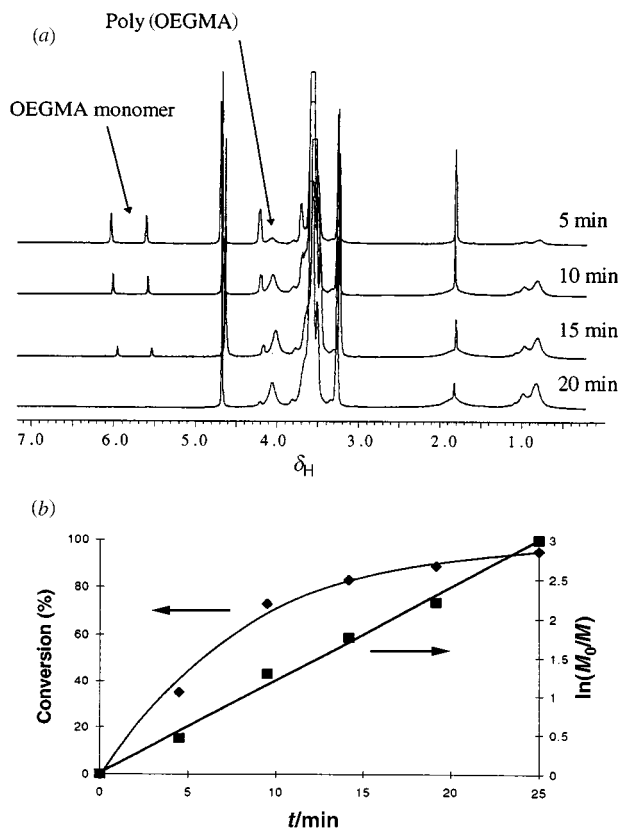 (a)
Poly (OEGMA)
OEGMA monomer
5 min
10 min
15 min
20 min
7.0 6.0 5.0 4.0 3.0 2.0 1.0
δH
(b)
100
80
60
40
20
0
Conversion (%)
3
2.5
2
1.5
1
0.5
0
ln(M0/M)
0 5 10 15 20 25
t/min